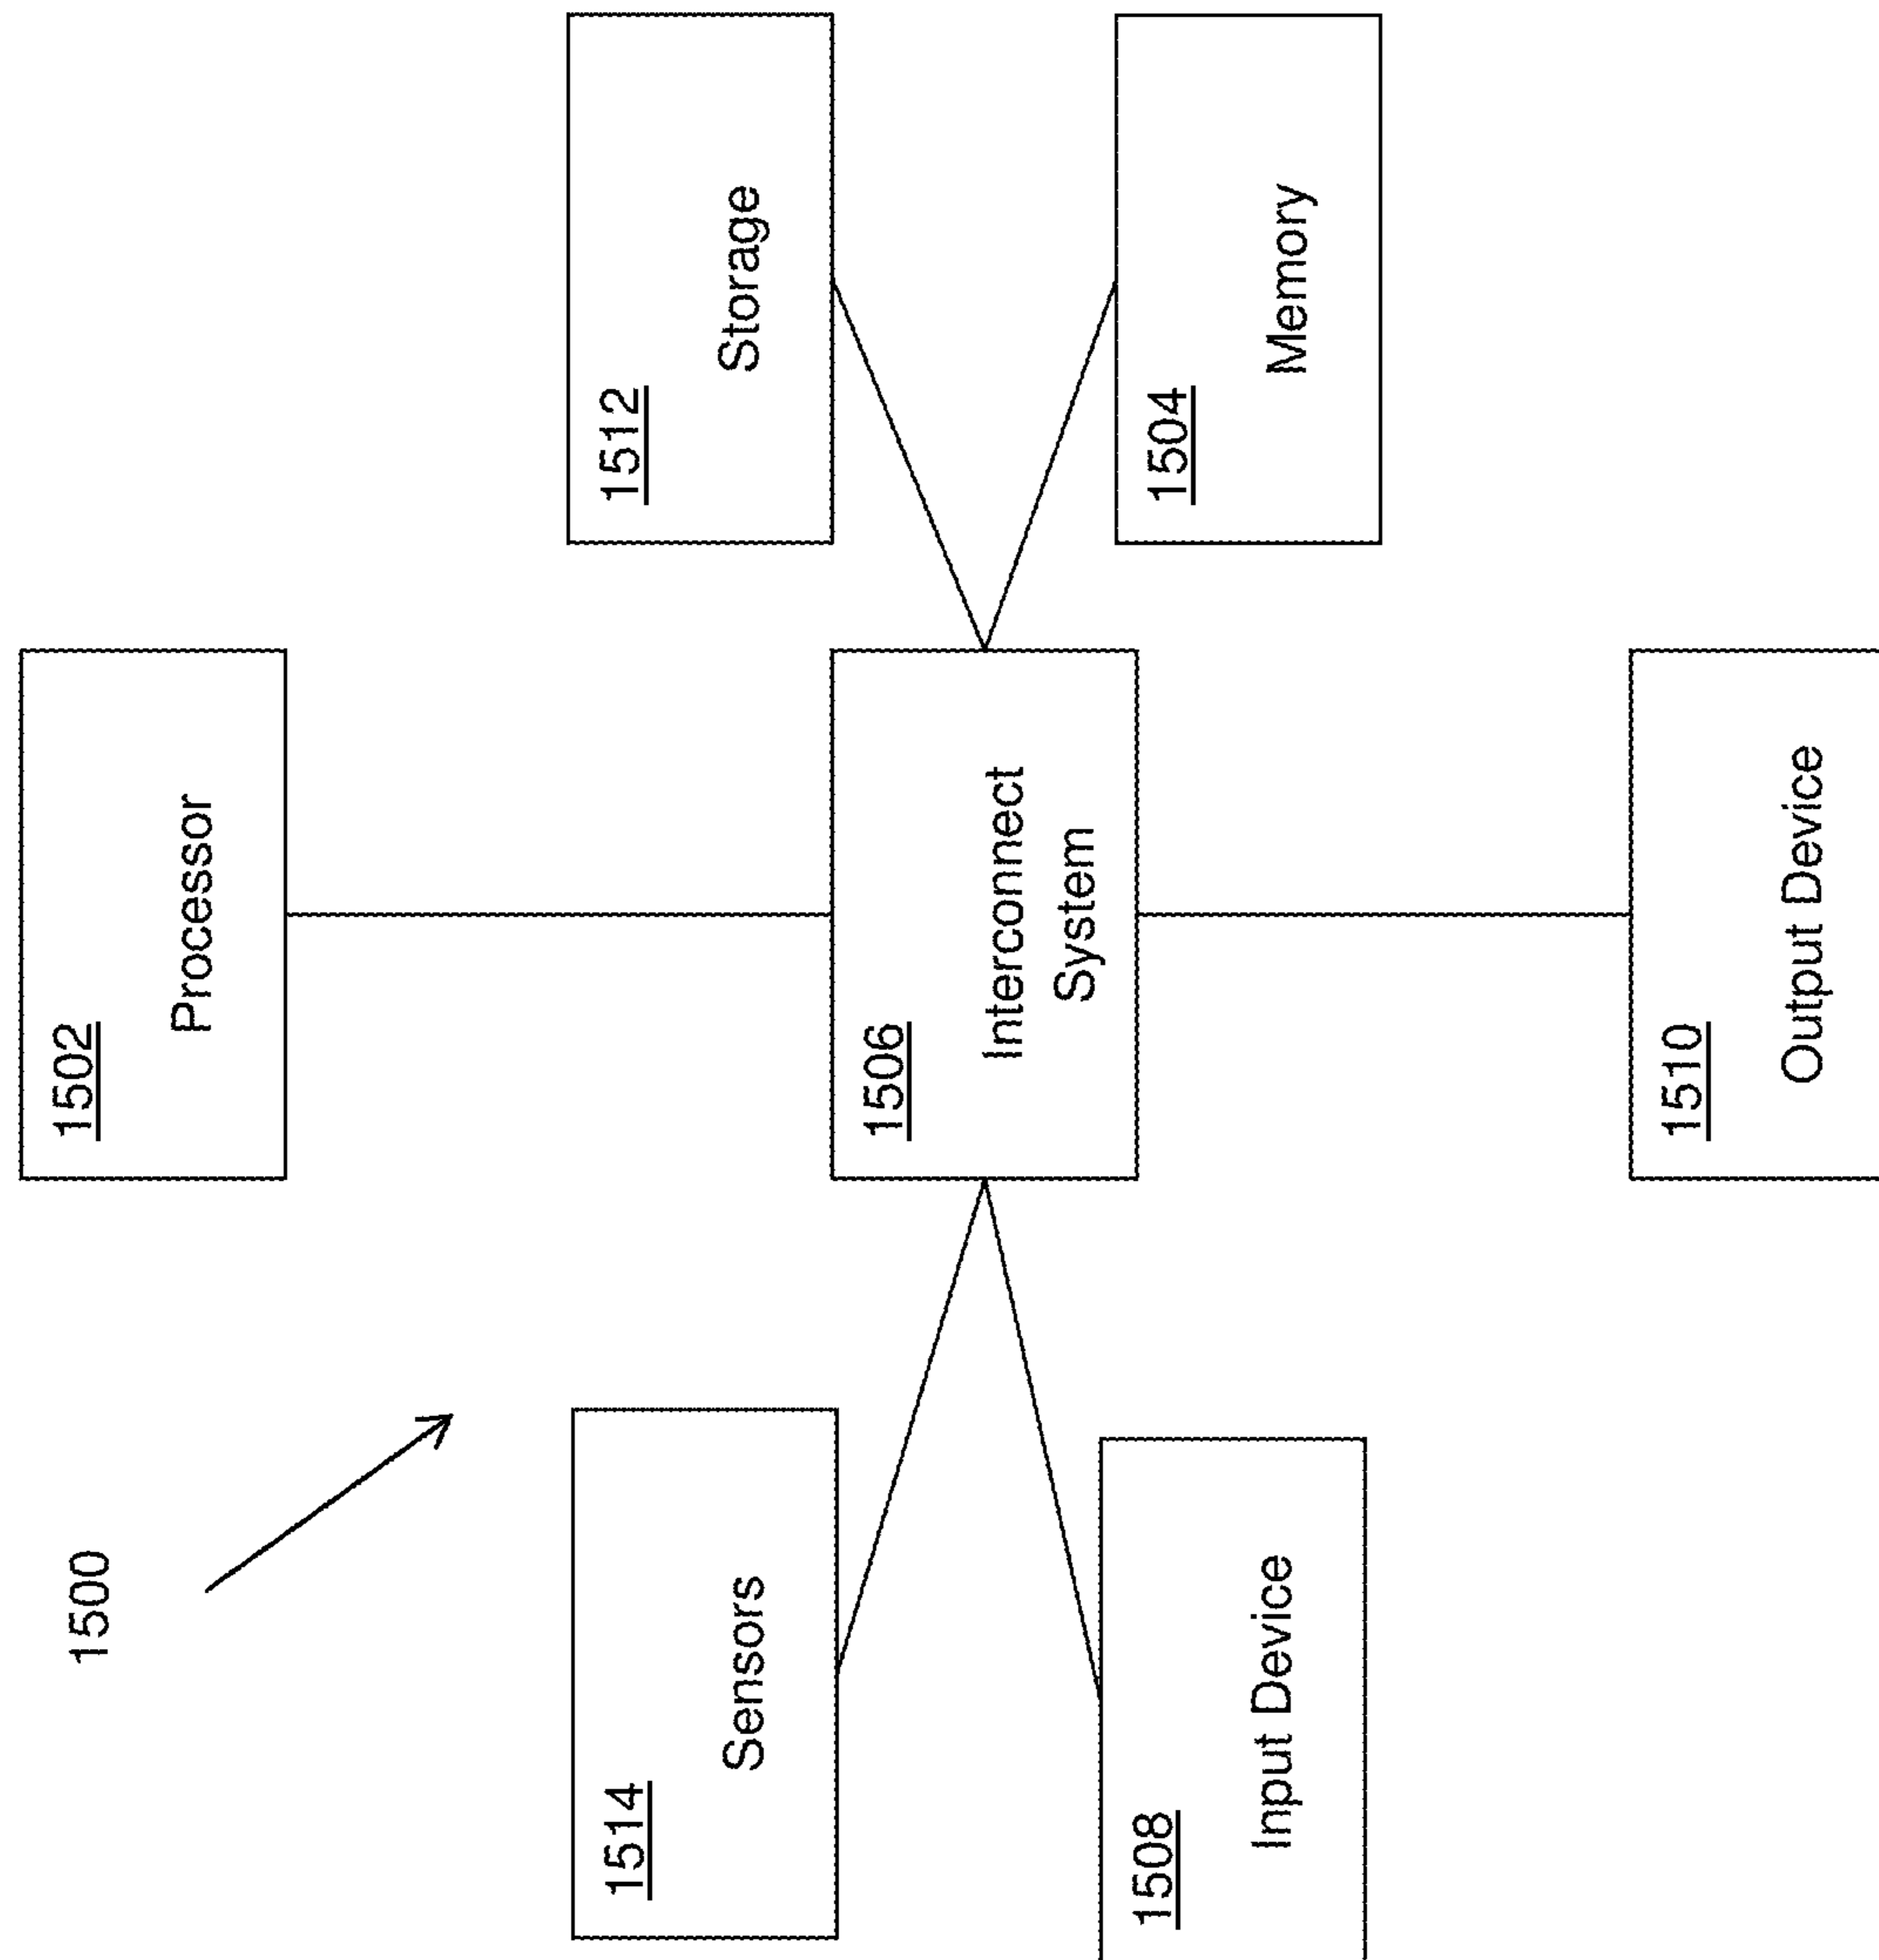 1500
1502
Processor
1514
Sensors
1512
Storage
1506
Interconnect
System
1508
Input Device
1504
Memory
1510
Output Device